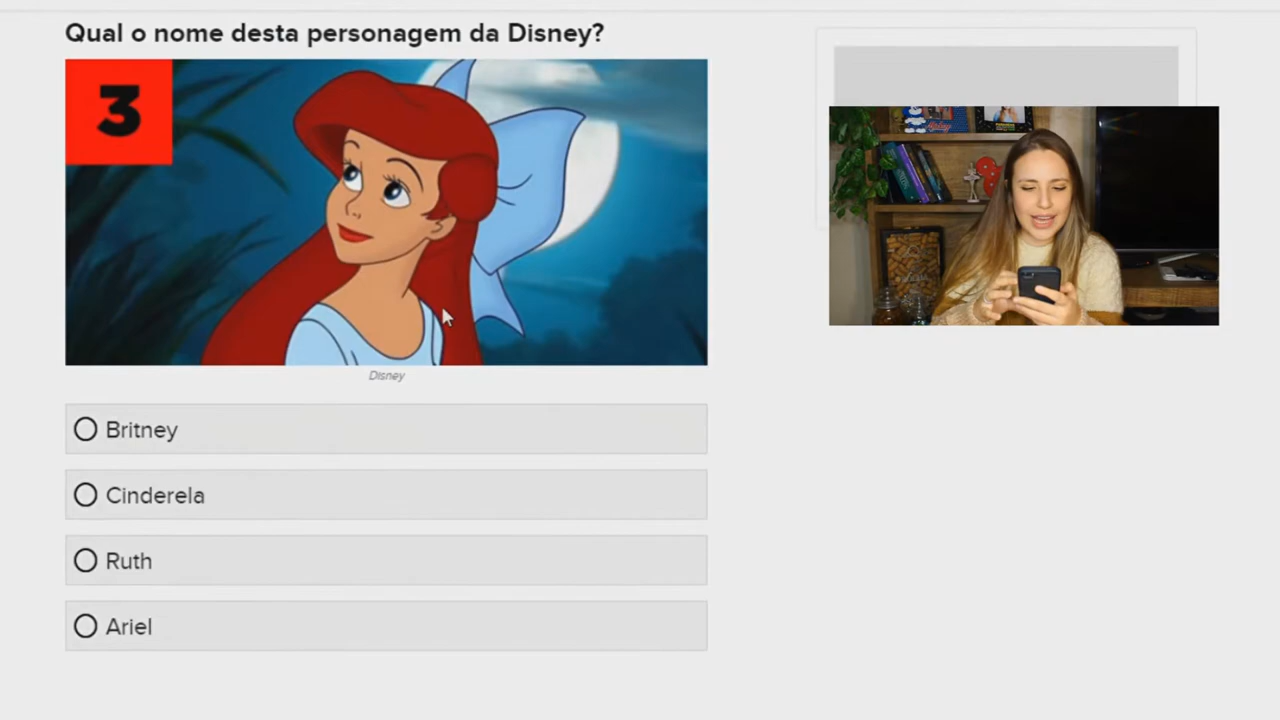 Qual o nome desta personagem da Disney?
3
Disney
Britney
Cinderela
Ruth
Ariel